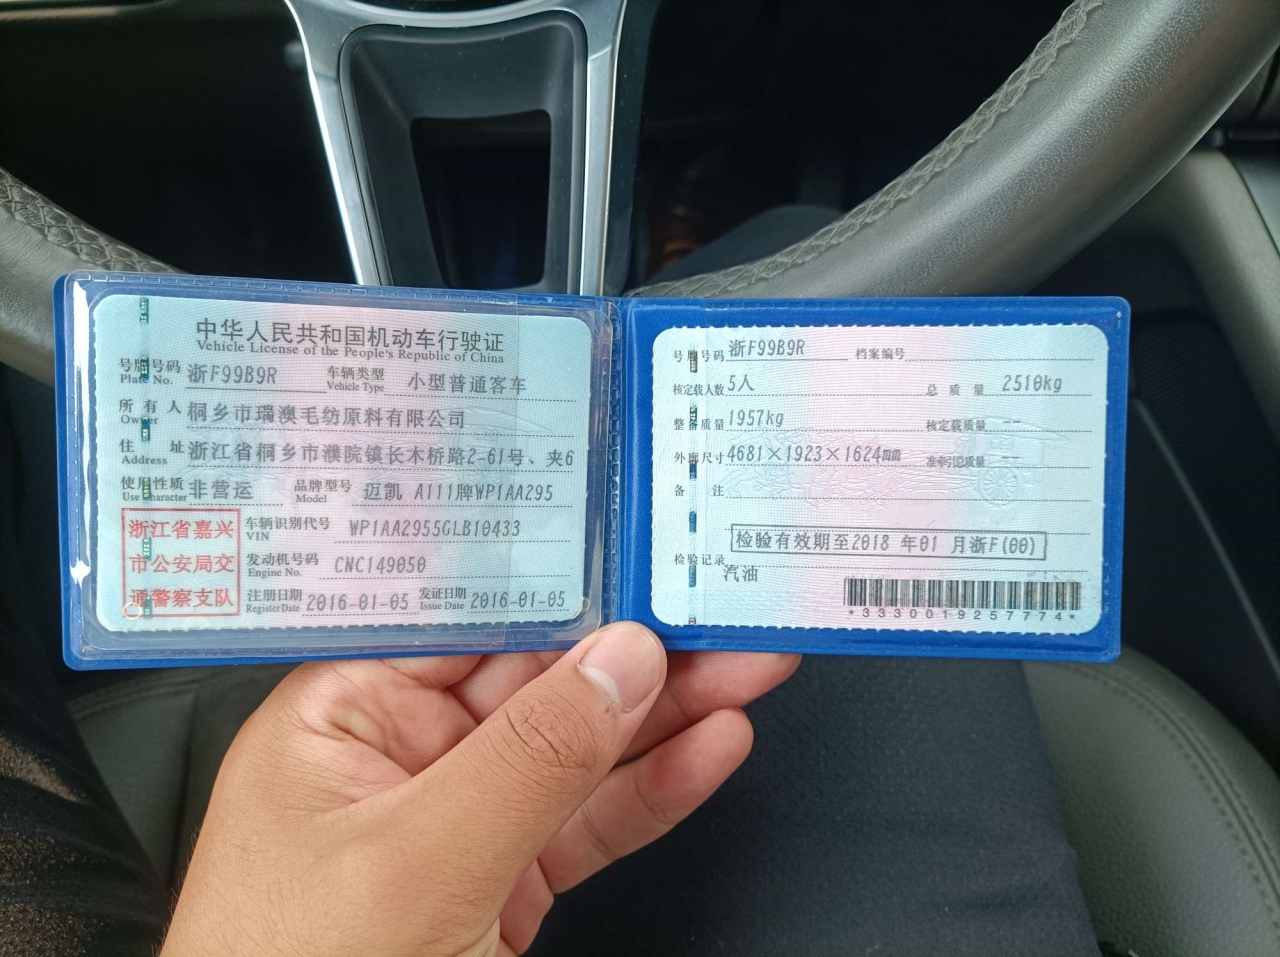 中华人民共和国机动车行驶证
Vehicle License of the People's Republic of China
号牌号码 浙F99B9R 车辆类型 小型普通客车
Plate No. Vehicle Type
所有人 桐乡市瑞澳毛纺原料有限公司
Owner
住址 浙江省桐乡市濮院镇长木桥路2-61号、夹6
Address
使用性质 非营运 品牌型号 迈凯 A111牌WP1AA295
Use Character Model
浙江省嘉兴
市公安局交
通警察支队
车辆识别代号 WP1AA2955GLB10433
VIN
发动机号码 CNC149050
Engine No.
注册日期 2016-01-05 发证日期 2016-01-05
Register Date Issue Date
号牌号码 浙F99B9R 档案编号
核定载人数 5人 总质量 2510kg
整备质量 1957kg 核定载质量 --
外廓尺寸 4681×1923×1624 准牵引总质量 --
备注
检验有效期至2018 年01 月浙F(00)
检验记录
汽油
*3330019257774*